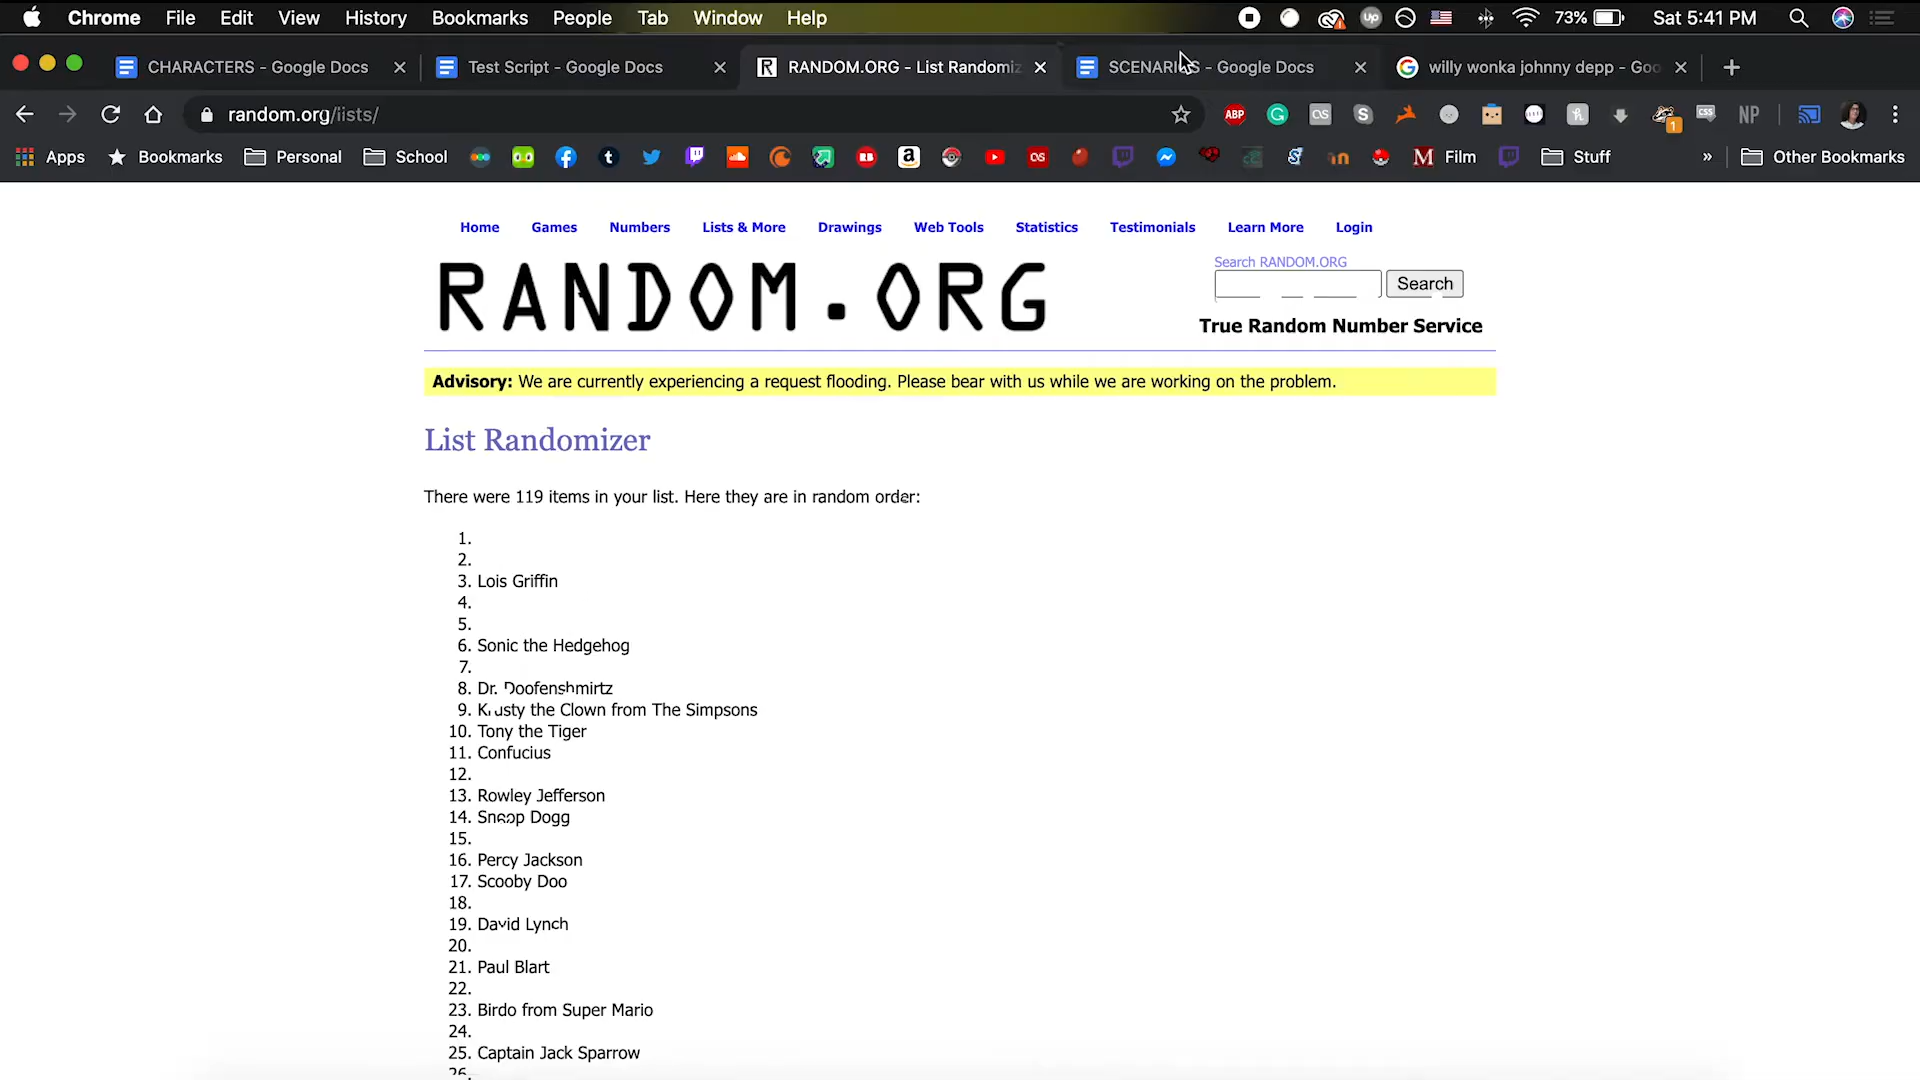 Chrome File Edit View History Bookmarks People Tab Window Help 73% Sat 5:41 PM
CHARACTERS - Google Docs Test Script - Google Docs RANDOM.ORG - List Randomiz SCENARIOS - Google Docs willy wonka johnny depp - Goo
random.org/lists/
Apps Bookmarks Personal School Film Stuff » Other Bookmarks
Home Games Numbers Lists & More Drawings Web Tools Statistics Testimonials Learn More Login
RANDOM.ORG
Search RANDOM.ORG
Search
True Random Number Service
Advisory: We are currently experiencing a request flooding. Please bear with us while we are working on the problem.
List Randomizer
There were 119 items in your list. Here they are in random order:
1.
2.
3. Lois Griffin
4.
5.
6. Sonic the Hedgehog
7.
8. Dr. Doofenshmirtz
9. Krusty the Clown from The Simpsons
10. Tony the Tiger
11. Confucius
12.
13. Rowley Jefferson
14. Snoop Dogg
15.
16. Percy Jackson
17. Scooby Doo
18.
19. David Lynch
20.
21. Paul Blart
22.
23. Birdo from Super Mario
24.
25. Captain Jack Sparrow
26.